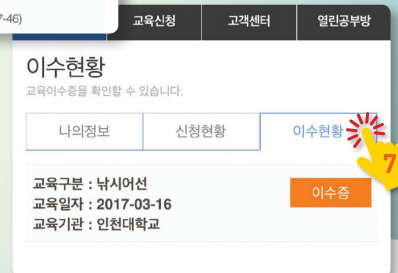 7-46)
교육신청 고객센터 열린공부방
이수현황
교육이수증을 확인할 수 있습니다.
나의정보 신청현황 이수현황
7
교육구분 : 낚시어선
이수증
교육일자 : 2017-03-16
교육기관 : 인천대학교